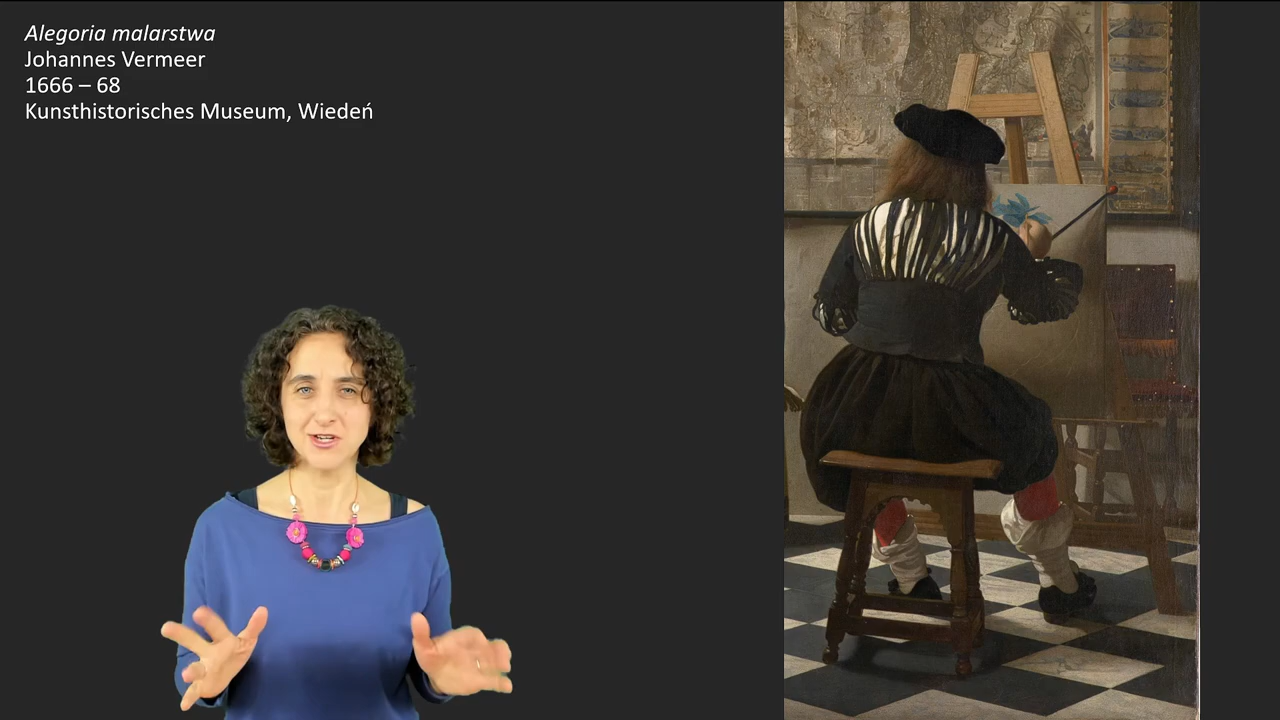 Alegoria malarstwa
Johannes Vermeer
1666 – 68
Kunsthistorisches Museum, Wiedeń